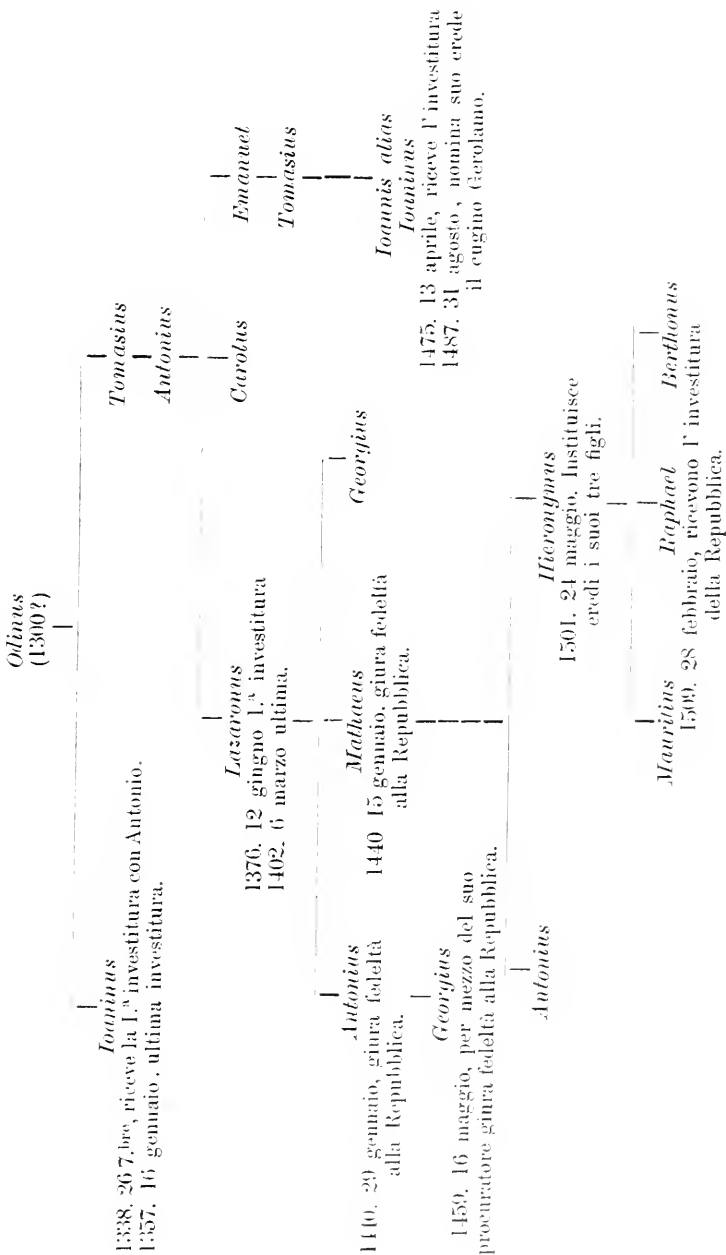 Odinus
(1300?)
Ioaninus
1338. 26 7.bre, riceve la 1.ª investitura con Antonio.
1357. 16 gennaio, ultima investitura.
Tomasius
Antonius
Carolus
Emanuel
Tomasius
Ioannis alias
Ioaninus
1475. 13 aprile, riceve l'investitura
1487. 31 agosto, nomina suo erede
il cugino Gerolamo.
Lazaronus
1376. 12 giugno 1.ª investitura
1402. 6 marzo ultima.
Antonius
1440. 29 gennaio, giura fedeltà
alla Repubblica.
Mathaeus
1440 15 gennaio, giura fedeltà
alla Repubblica.
Georgius
Georgius
1459. 16 maggio, per mezzo del suo
procuratore giura fedeltà alla Repubblica.
Antonius
Hieronymus
1501. 24 maggio. Instituisce
eredi i suoi tre figli.
Mauritius Raphael Berthonus
1509. 28 febbraio, ricevono l'investitura
della Repubblica.